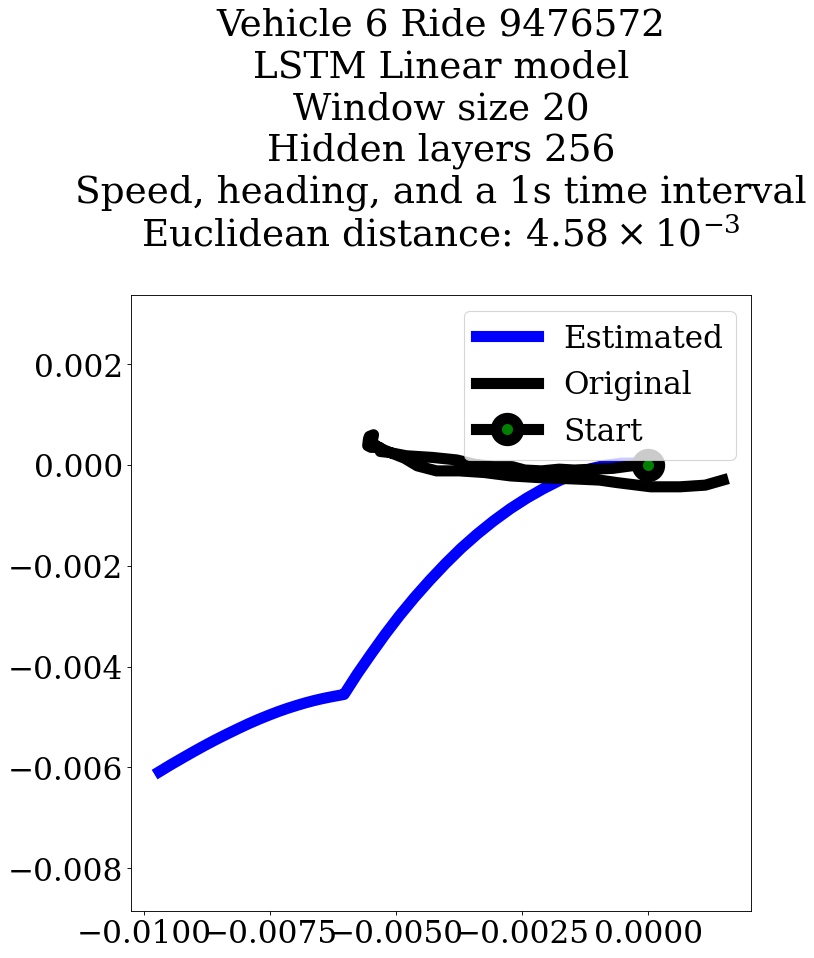 Vehicle 6 Ride 9476572
LSTM Linear model
Window size 20
Hidden layers 256
Speed, heading, and a 1s time interval
Euclidean distance: 4.58 × 10⁻³
Estimated
Original
Start
0.002
0.000
−0.002
−0.004
−0.006
−0.008
−0.0100 −0.0075 −0.0050 −0.0025 0.0000